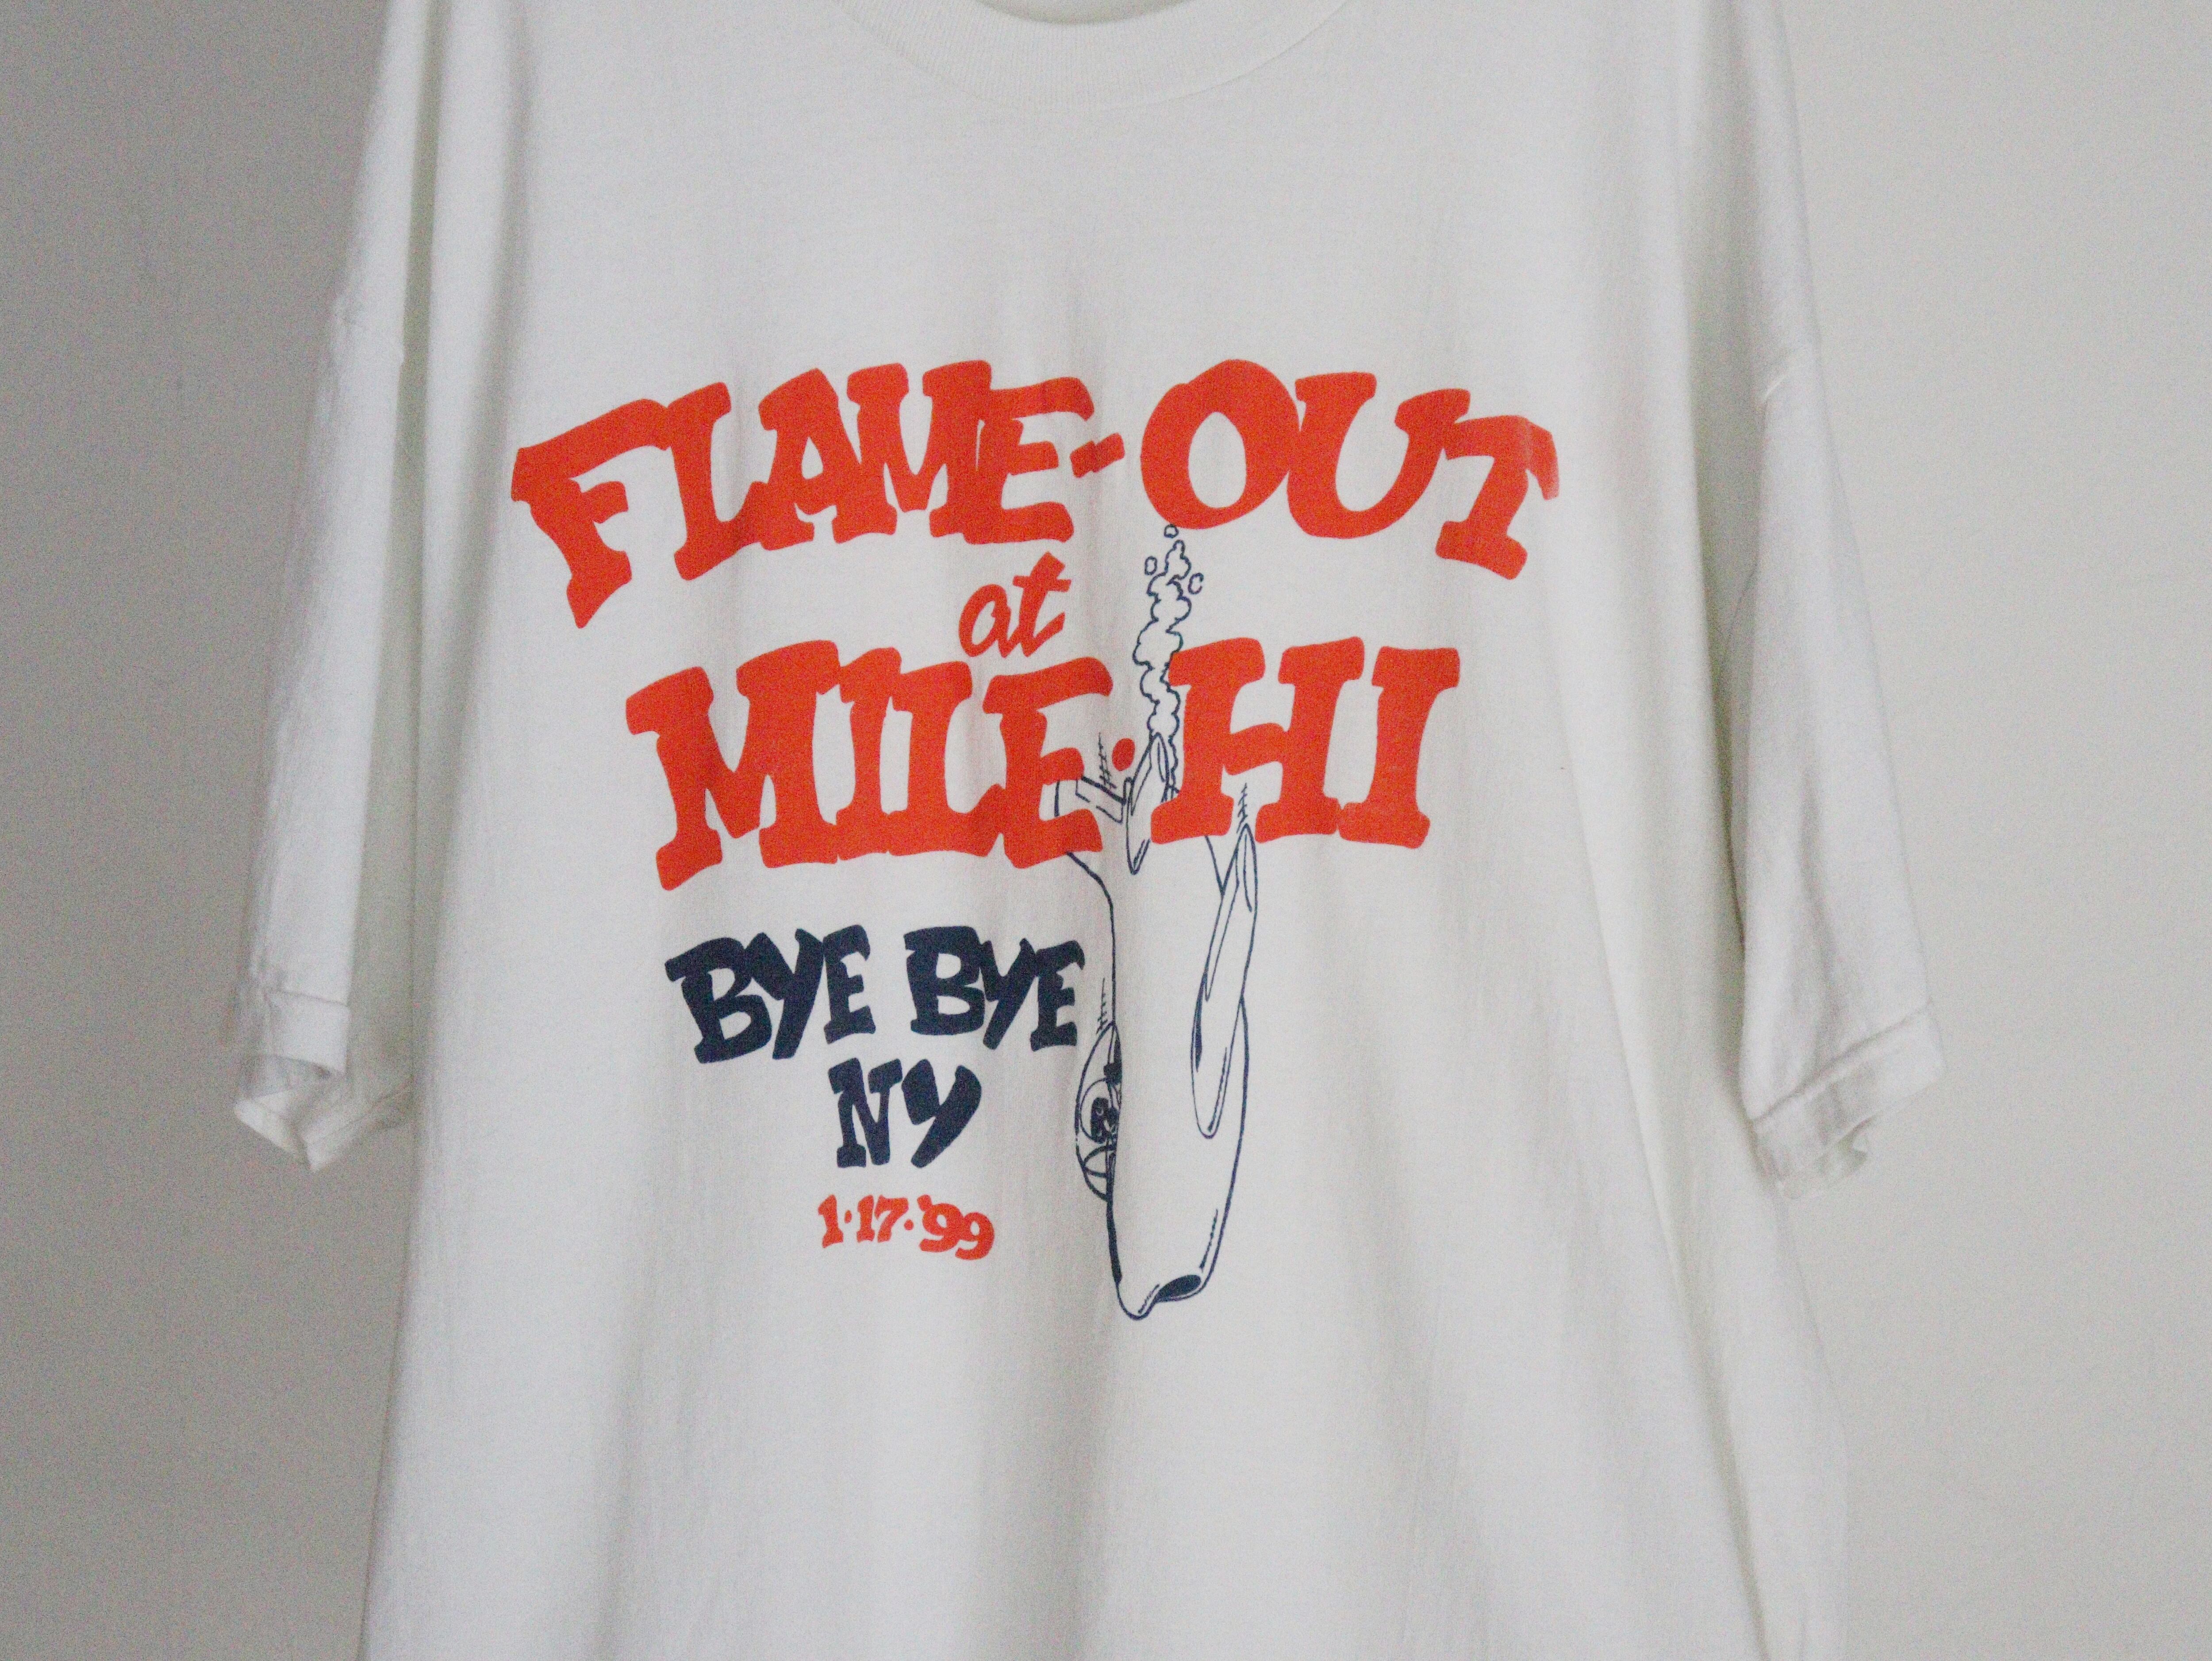 FLAME-OUT
at
MILE·HI
BYE BYE
NY
1·17·'99